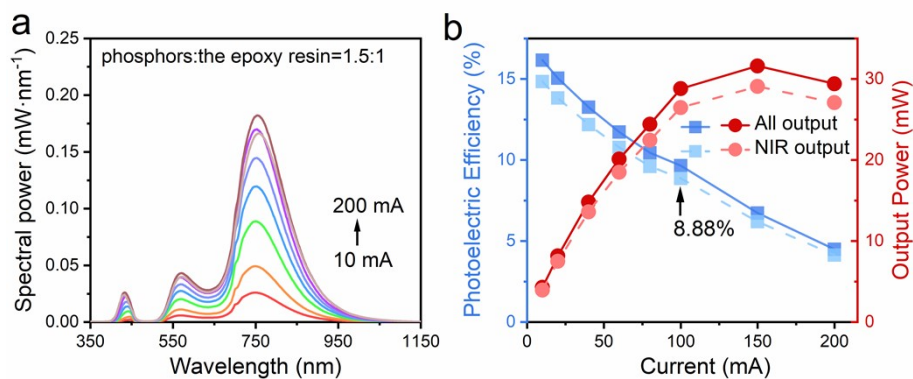 a
phosphors:the epoxy resin=1.5:1
Spectral power (mW·nm⁻¹)
0.25
0.20
0.15
0.10
0.05
0.00
200 mA
10 mA
350 450 550 650 750 850 950 1150
Wavelength (nm)
b
Photoelectric Efficiency (%)
15
10
5
0
All output
NIR output
8.88%
0 50 100 150 200
Current (mA)
30
20
10
0
Output Power (mW)